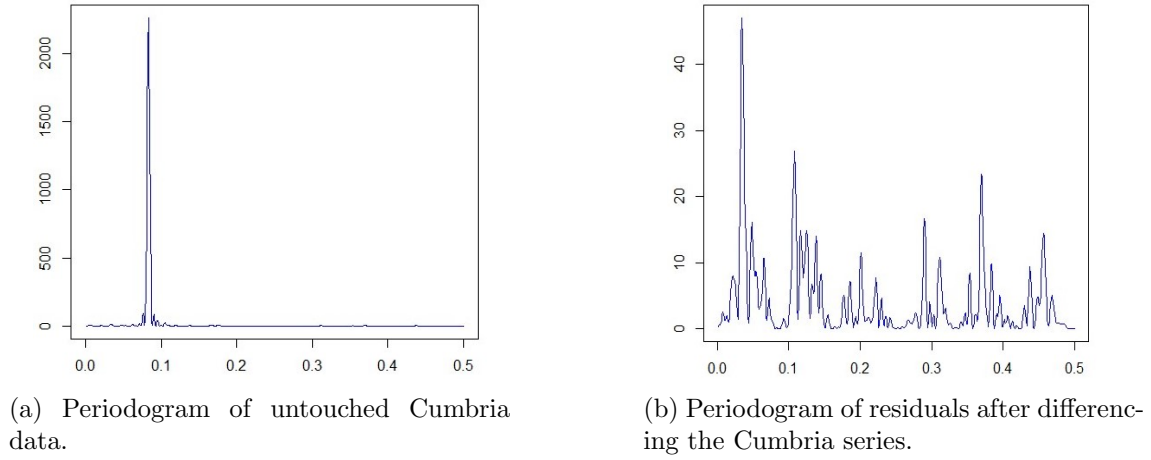 2000
1500
1000
500
0
0.0 0.1 0.2 0.3 0.4 0.5
(a) Periodogram of untouched Cumbria
data.
40
30
20
10
0
0.0 0.1 0.2 0.3 0.4 0.5
(b) Periodogram of residuals after differenc-
ing the Cumbria series.